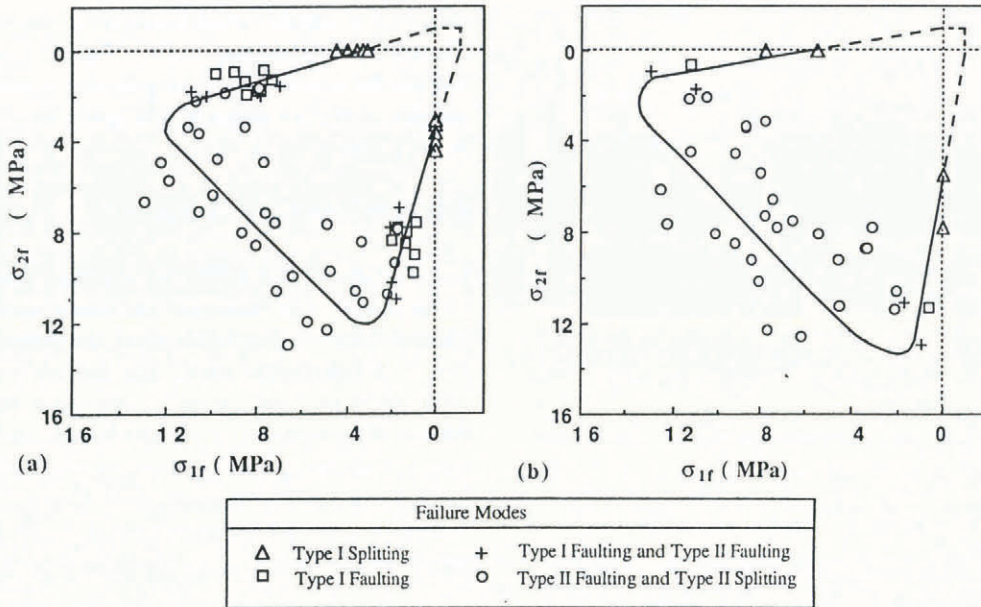 0 4 8 12 16
σ2f ( MPa)
16 12 8 4 0
(a) σ1f ( MPa)
0 4 8 12 16
σ2f ( MPa)
16 12 8 4 0
(b) σ1f ( MPa)
Failure Modes
△ Type I Splitting + Type I Faulting and Type II Faulting
□ Type I Faulting ○ Type II Faulting and Type II Splitting